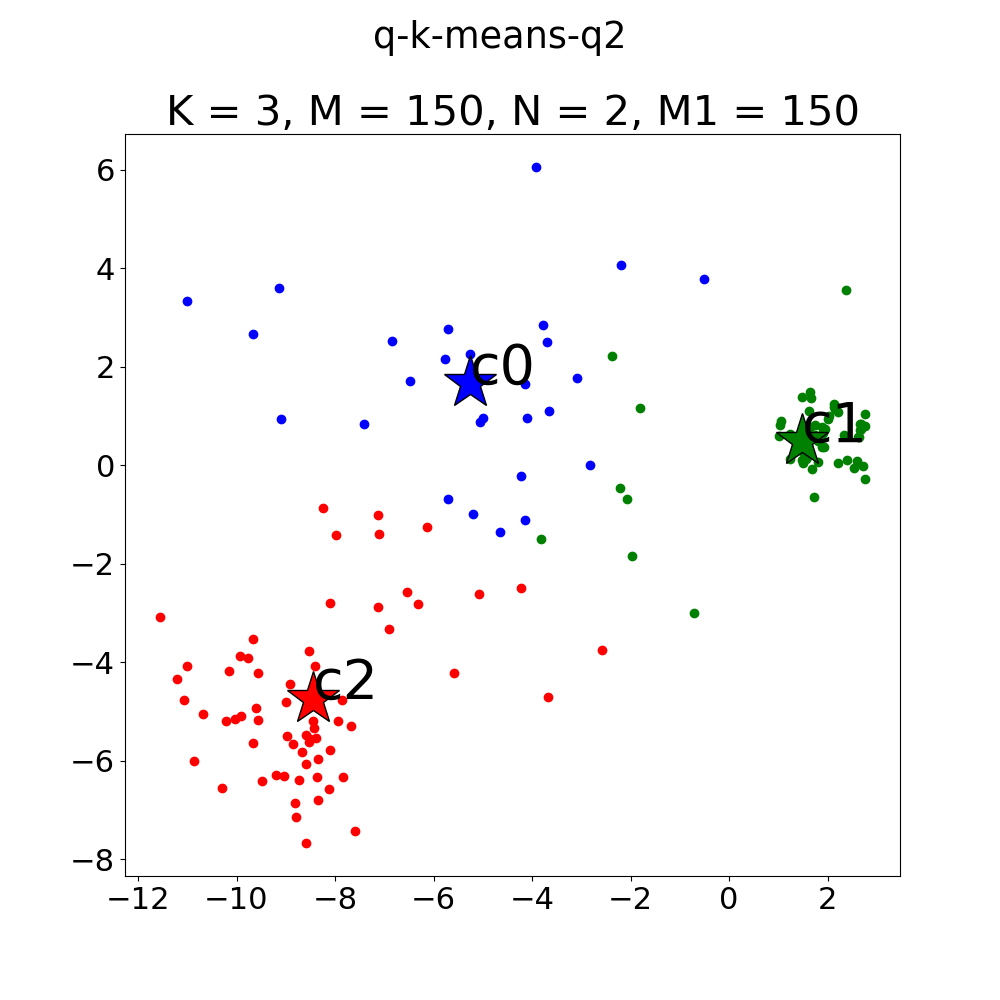 q-k-means-q2
K = 3, M = 150, N = 2, M1 = 150
6
4
2
0
−2
−4
−6
−8
c0
c1
c2
−12 −10 −8 −6 −4 −2 0 2